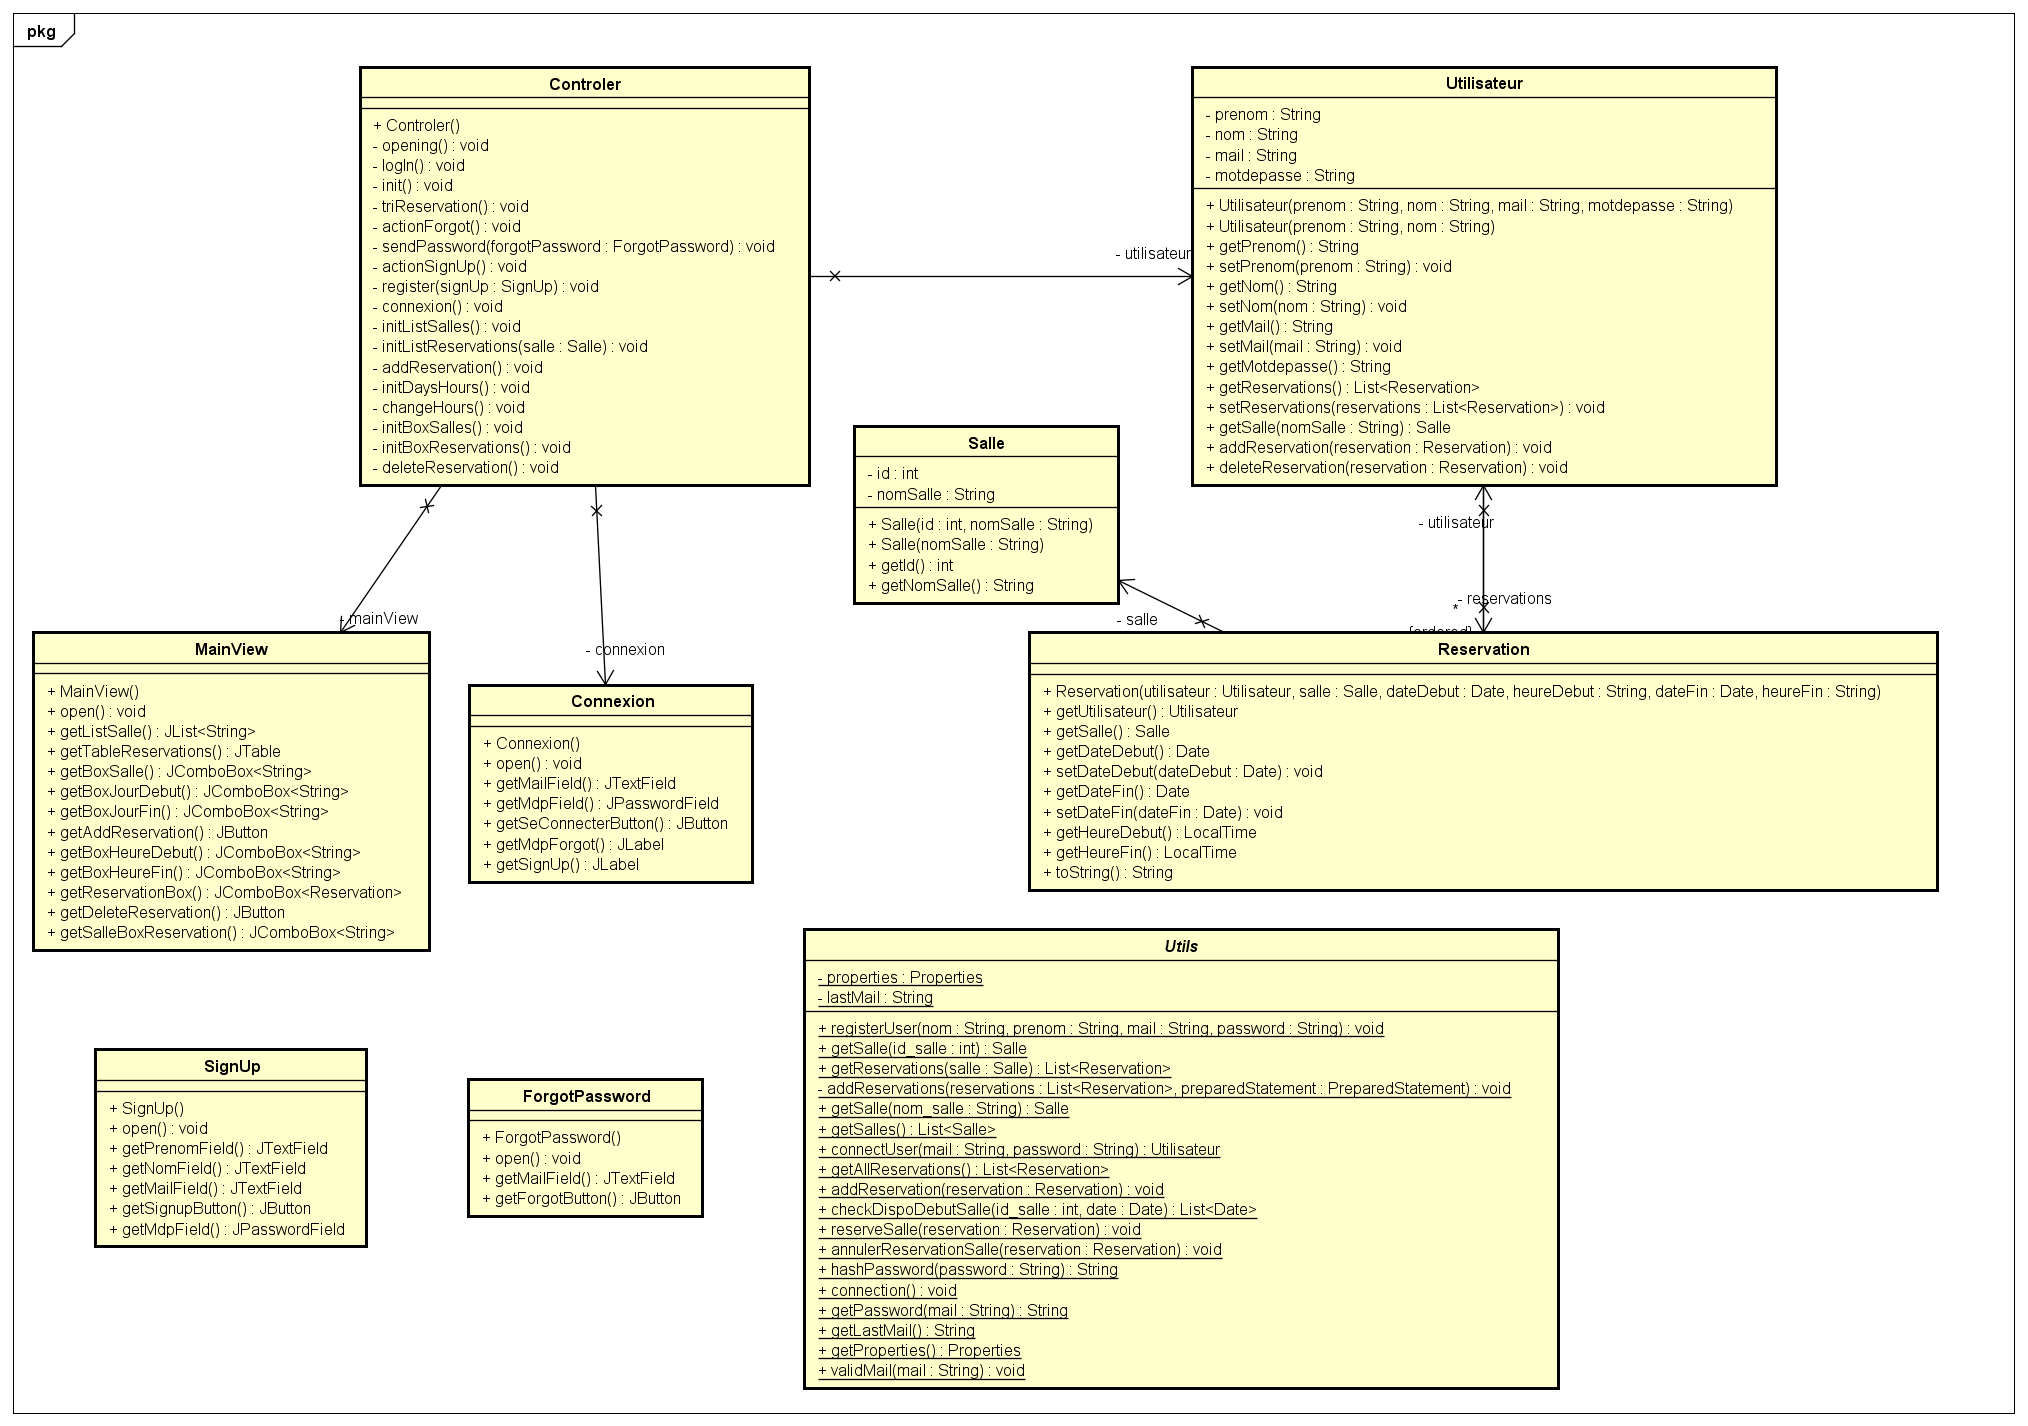 pkg
Controler
+ Controler()
- opening() : void
- logIn() : void
- init() : void
- triReservation() : void
- actionForgot() : void
- sendPassword(forgotPassword : ForgotPassword) : void
- actionSignUp() : void
- register(signUp : SignUp) : void
- connexion() : void
- initListSalles() : void
- initListReservations(salle : Salle) : void
- addReservation() : void
- initDaysHours() : void
- changeHours() : void
- initBoxSalles() : void
- initBoxReservations() : void
- deleteReservation() : void
- utilisateur
Utilisateur
- prenom : String
- nom : String
- mail : String
- motdepasse : String
+ Utilisateur(prenom : String, nom : String, mail : String, motdepasse : String)
+ Utilisateur(prenom : String, nom : String)
+ getPrenom() : String
+ setPrenom(prenom : String) : void
+ getNom() : String
+ setNom(nom : String) : void
+ getMail() : String
+ setMail(mail : String) : void
+ getMotdepasse() : String
+ getReservations() : List<Reservation>
+ setReservations(reservations : List<Reservation>) : void
+ getSalle(nomSalle : String) : Salle
+ addReservation(reservation : Reservation) : void
+ deleteReservation(reservation : Reservation) : void
Salle
- id : int
- nomSalle : String
+ Salle(id : int, nomSalle : String)
+ Salle(nomSalle : String)
+ getId() : int
+ getNomSalle() : String
- utilisateur
- reservations
*
{ordered}
- salle
- mainView
- connexion
MainView
+ MainView()
+ open() : void
+ getListSalle() : JList<String>
+ getTableReservations() : JTable
+ getBoxSalle() : JComboBox<String>
+ getBoxJourDebut() : JComboBox<String>
+ getBoxJourFin() : JComboBox<String>
+ getAddReservation() : JButton
+ getBoxHeureDebut() : JComboBox<String>
+ getBoxHeureFin() : JComboBox<String>
+ getReservationBox() : JComboBox<Reservation>
+ getDeleteReservation() : JButton
+ getSalleBoxReservation() : JComboBox<String>
Connexion
+ Connexion()
+ open() : void
+ getMailField() : JTextField
+ getMdpField() : JPasswordField
+ getSeConnecterButton() : JButton
+ getMdpForgot() : JLabel
+ getSignUp() : JLabel
Reservation
+ Reservation(utilisateur : Utilisateur, salle : Salle, dateDebut : Date, heureDebut : String, dateFin : Date, heureFin : String)
+ getUtilisateur() : Utilisateur
+ getSalle() : Salle
+ getDateDebut() : Date
+ setDateDebut(dateDebut : Date) : void
+ getDateFin() : Date
+ setDateFin(dateFin : Date) : void
+ getHeureDebut() : LocalTime
+ getHeureFin() : LocalTime
+ toString() : String
Utils
- properties : Properties
- lastMail : String
+ registerUser(nom : String, prenom : String, mail : String, password : String) : void
+ getSalle(id_salle : int) : Salle
+ getReservations(salle : Salle) : List<Reservation>
- addReservations(reservations : List<Reservation>, preparedStatement : PreparedStatement) : void
+ getSalle(nom_salle : String) : Salle
+ getSalles() : List<Salle>
+ connectUser(mail : String, password : String) : Utilisateur
+ getAllReservations() : List<Reservation>
+ addReservation(reservation : Reservation) : void
+ checkDispoDebutSalle(id_salle : int, date : Date) : List<Date>
+ reserveSalle(reservation : Reservation) : void
+ annulerReservationSalle(reservation : Reservation) : void
+ hashPassword(password : String) : String
+ connection() : void
+ getPassword(mail : String) : String
+ getLastMail() : String
+ getProperties() : Properties
+ validMail(mail : String) : void
SignUp
+ SignUp()
+ open() : void
+ getPrenomField() : JTextField
+ getNomField() : JTextField
+ getMailField() : JTextField
+ getSignupButton() : JButton
+ getMdpField() : JPasswordField
ForgotPassword
+ ForgotPassword()
+ open() : void
+ getMailField() : JTextField
+ getForgotButton() : JButton